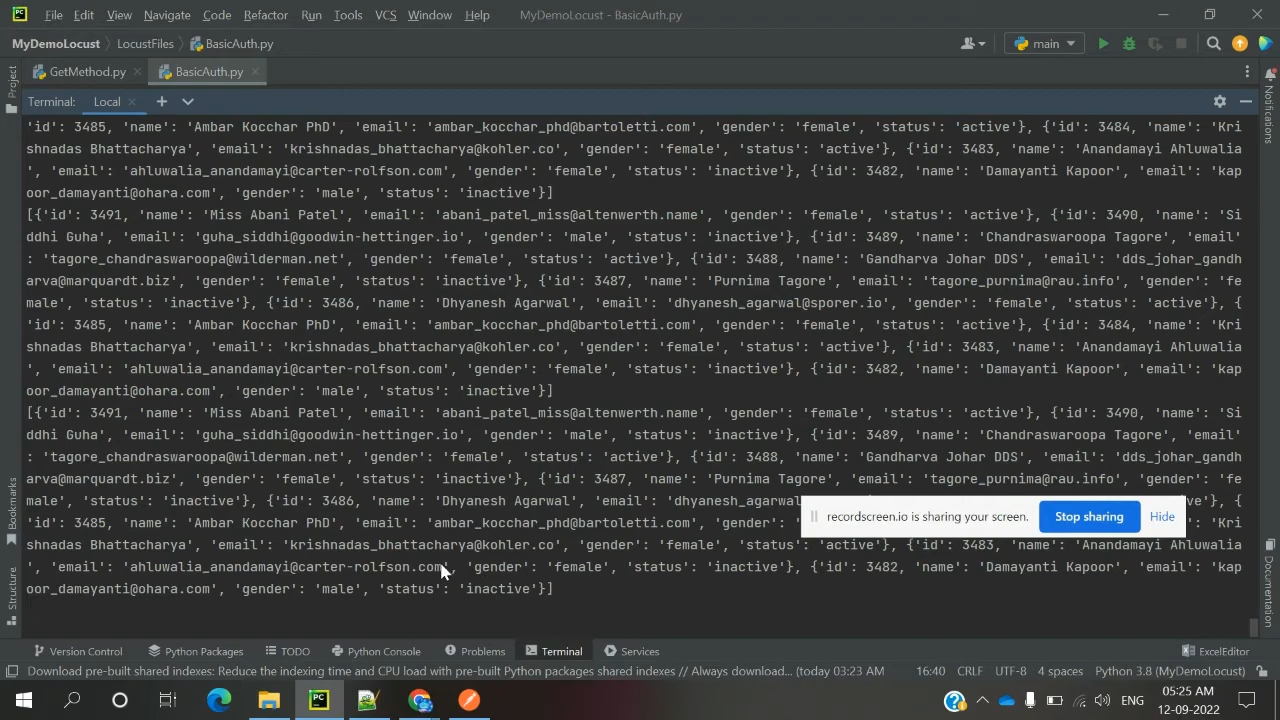 File Edit View Navigate Code Refactor Run Tools VCS Window Help MyDemoLocust - BasicAuth.py
MyDemoLocust LocustFiles BasicAuth.py main
GetMethod.py BasicAuth.py
Project
Notifications
Terminal: Local
'id': 3485, 'name': 'Ambar Kocchar PhD', 'email': 'ambar_kocchar_phd@bartoletti.com', 'gender': 'female', 'status': 'active'}, {'id': 3484, 'name': 'Kri
shnadas Bhattacharya', 'email': 'krishnadas_bhattacharya@kohler.co', 'gender': 'female', 'status': 'active'}, {'id': 3483, 'name': 'Anandamayi Ahluwalia
', 'email': 'ahluwalia_anandamayi@carter-rolfson.com', 'gender': 'female', 'status': 'inactive'}, {'id': 3482, 'name': 'Damayanti Kapoor', 'email': 'kap
oor_damayanti@ohara.com', 'gender': 'male', 'status': 'inactive'}]
[{'id': 3491, 'name': 'Miss Abani Patel', 'email': 'abani_patel_miss@altenwerth.name', 'gender': 'female', 'status': 'active'}, {'id': 3490, 'name': 'Si
ddhi Guha', 'email': 'guha_siddhi@goodwin-hettinger.io', 'gender': 'male', 'status': 'inactive'}, {'id': 3489, 'name': 'Chandraswaroopa Tagore', 'email'
: 'tagore_chandraswaroopa@wilderman.net', 'gender': 'female', 'status': 'active'}, {'id': 3488, 'name': 'Gandharva Johar DDS', 'email': 'dds_johar_gandh
arva@marquardt.biz', 'gender': 'female', 'status': 'inactive'}, {'id': 3487, 'name': 'Purnima Tagore', 'email': 'tagore_purnima@rau.info', 'gender': 'fe
male', 'status': 'inactive'}, {'id': 3486, 'name': 'Dhyanesh Agarwal', 'email': 'dhyanesh_agarwal@sporer.io', 'gender': 'female', 'status': 'active'}, {
'id': 3485, 'name': 'Ambar Kocchar PhD', 'email': 'ambar_kocchar_phd@bartoletti.com', 'gender': 'female', 'status': 'active'}, {'id': 3484, 'name': 'Kri
shnadas Bhattacharya', 'email': 'krishnadas_bhattacharya@kohler.co', 'gender': 'female', 'status': 'active'}, {'id': 3483, 'name': 'Anandamayi Ahluwalia
', 'email': 'ahluwalia_anandamayi@carter-rolfson.com', 'gender': 'female', 'status': 'inactive'}, {'id': 3482, 'name': 'Damayanti Kapoor', 'email': 'kap
oor_damayanti@ohara.com', 'gender': 'male', 'status': 'inactive'}]
[{'id': 3491, 'name': 'Miss Abani Patel', 'email': 'abani_patel_miss@altenwerth.name', 'gender': 'female', 'status': 'active'}, {'id': 3490, 'name': 'Si
ddhi Guha', 'email': 'guha_siddhi@goodwin-hettinger.io', 'gender': 'male', 'status': 'inactive'}, {'id': 3489, 'name': 'Chandraswaroopa Tagore', 'email'
: 'tagore_chandraswaroopa@wilderman.net', 'gender': 'female', 'status': 'active'}, {'id': 3488, 'name': 'Gandharva Johar DDS', 'email': 'dds_johar_gandh
arva@marquardt.biz', 'gender': 'female', 'status': 'inactive'}, {'id': 3487, 'name': 'Purnima Tagore', 'email': 'tagore_purnima@rau.info', 'gender': 'fe
male', 'status': 'inactive'}, {'id': 3486, 'name': 'Dhyanesh Agarwal', 'email': 'dhyanesh_agarwal ve'}, {
'id': 3485, 'name': 'Ambar Kocchar PhD', 'email': 'ambar_kocchar_phd@bartoletti.com', 'Kri
recordscreen.io is sharing your screen. Stop sharing Hide
shnadas Bhattacharya', 'email': 'krishnadas_bhattacharya@kohler.co', 'gender': 'female', 'status': 'active'}, {'id': 3483, 'name': 'Anandamayi Ahluwalia
', 'email': 'ahluwalia_anandamayi@carter-rolfson.com', 'gender': 'female', 'status': 'inactive'}, {'id': 3482, 'name': 'Damayanti Kapoor', 'email': 'kap
oor_damayanti@ohara.com', 'gender': 'male', 'status': 'inactive'}]
Bookmarks
Structure
Documentation
Version Control Python Packages TODO Python Console Problems Terminal Services ExcelEditor
Download pre-built shared indexes: Reduce the indexing time and CPU load with pre-built Python packages shared indexes // Always download... (today 03:23 AM 16:40 CRLF UTF-8 4 spaces Python 3.8 (MyDemoLocust)
ENG 05:25 AM
12-09-2022